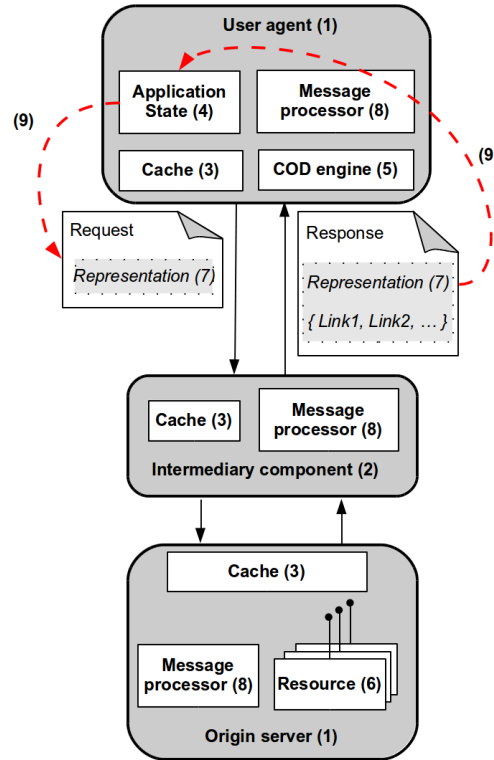 User agent (1)
Application
State (4)
Message
processor (8)
(9)
(9
Cache (3)
COD engine (5)
Request
Representation (7)
Response
Representation (7)
{ Link1, Link2, … }
Cache (3)
Message
processor (8)
Intermediary component (2)
Cache (3)
Message
processor (8)
Resource (6)
Origin server (1)